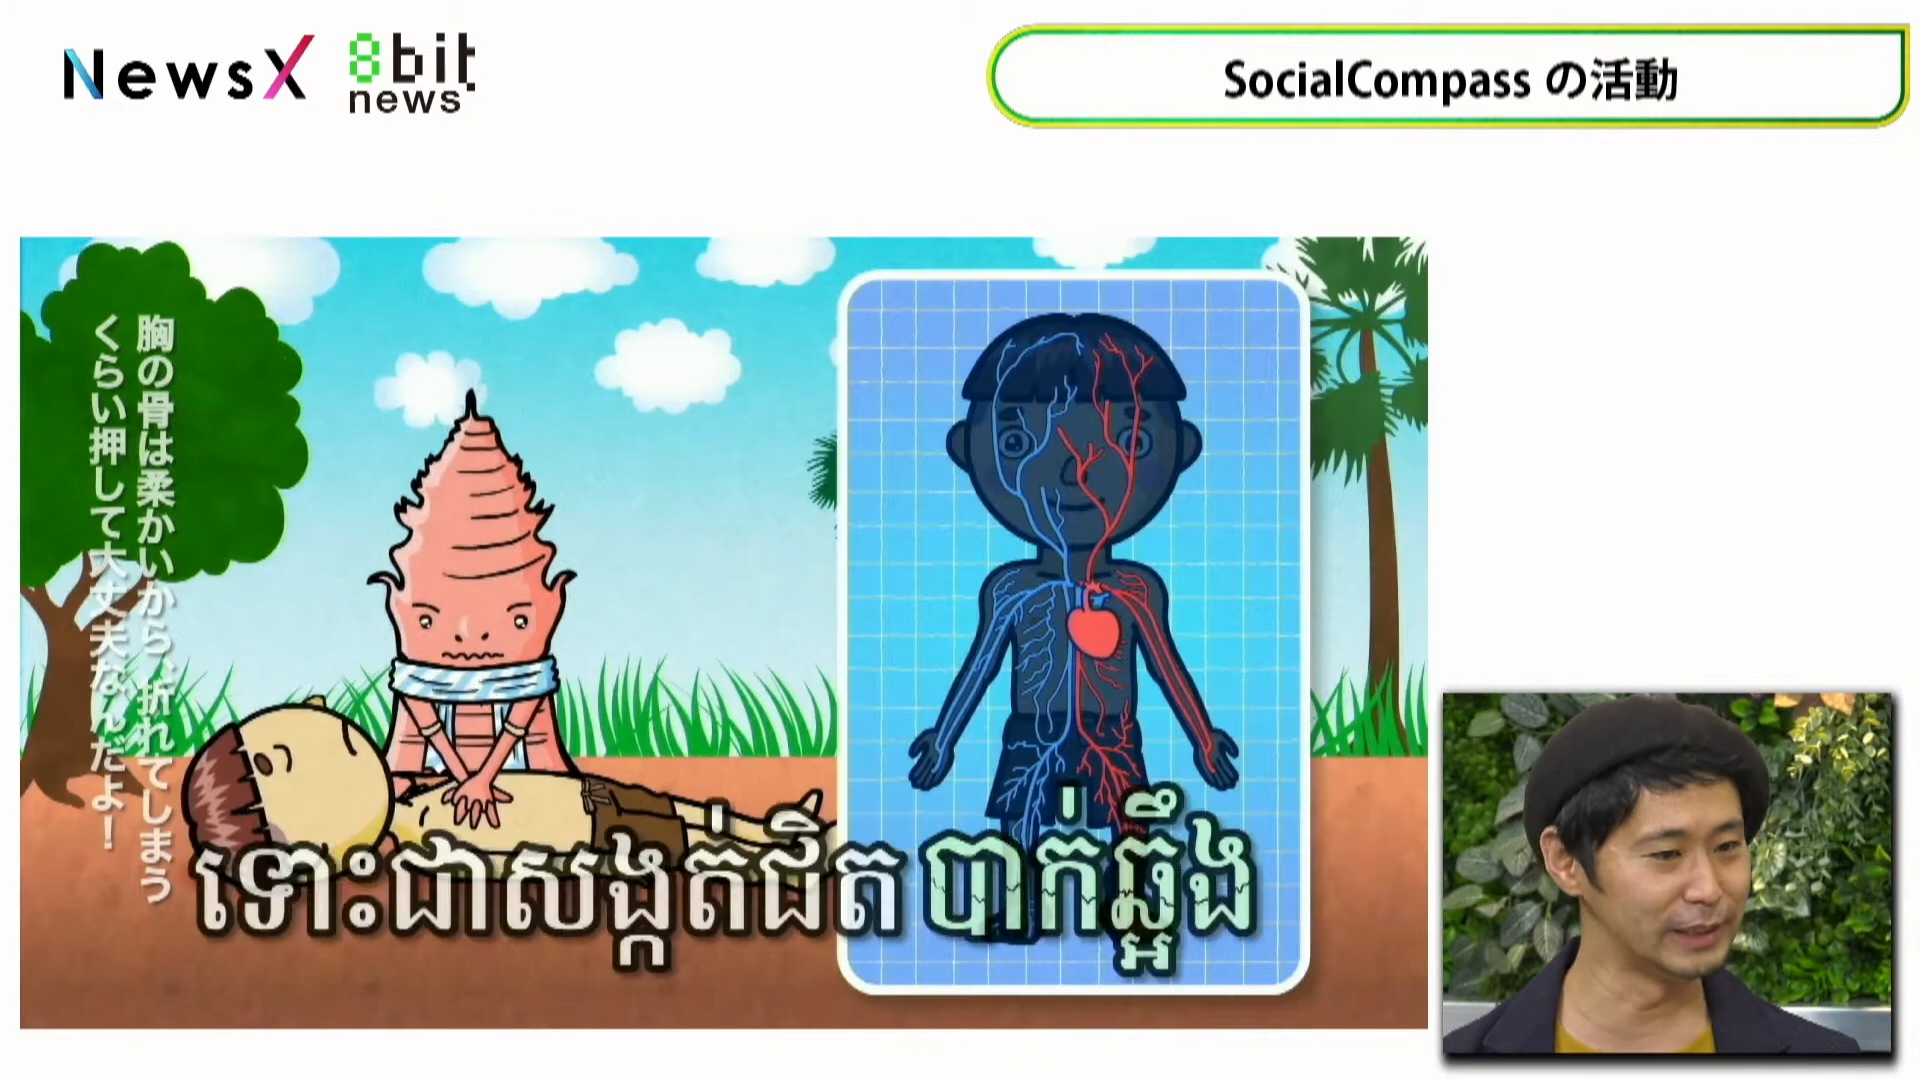 NewsX
8bit
news
SocialCompass の活動
胸の骨は柔かいから、折れてしまう
くらい押して大丈夫なんだよ！
ទោះជាសង្កត់ជិតបាក់ឆ្អឹង